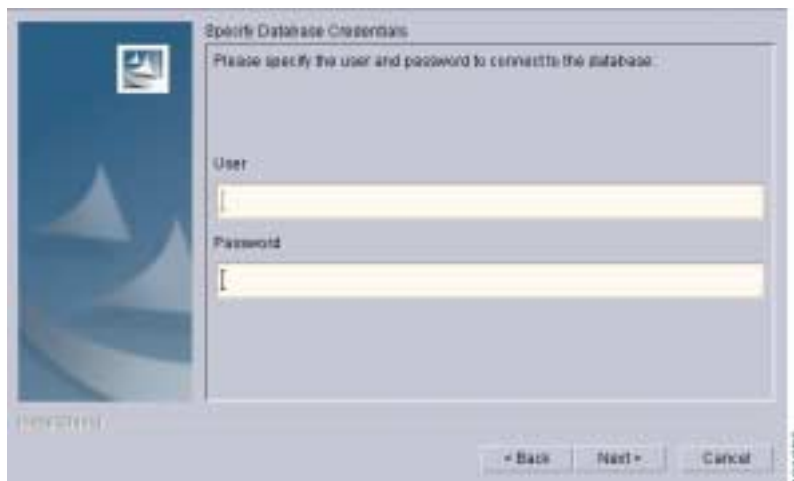 Specify Database Credentials
Please specify the user and password to connect to the database.
User
Password
InstallShield
< Back
Next >
Cancel